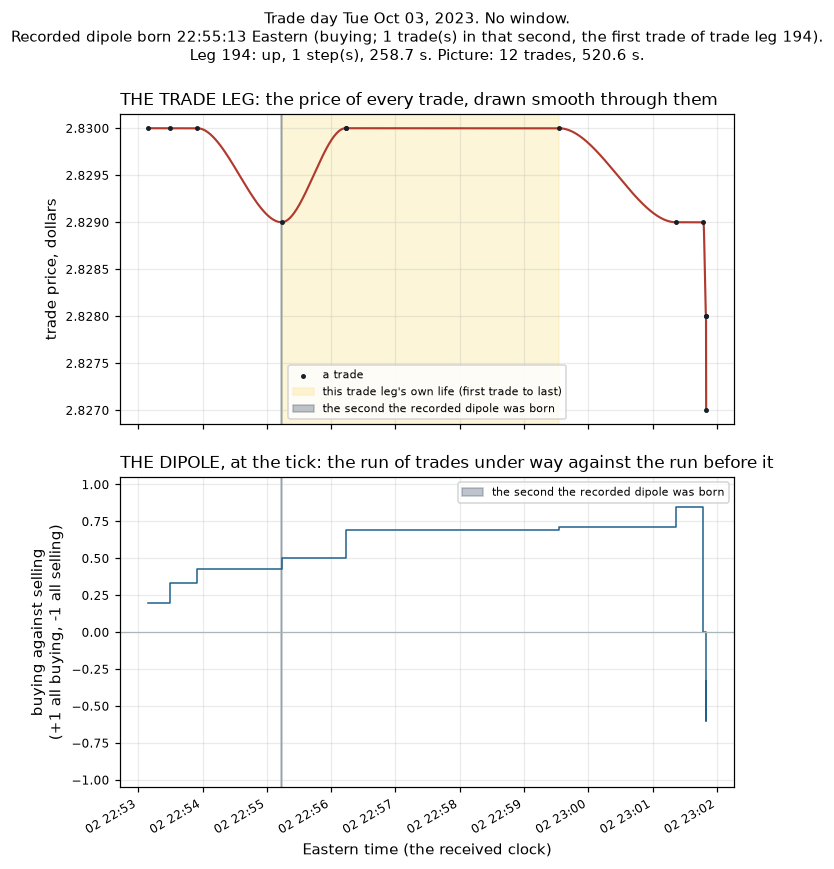 Trade day Tue Oct 03, 2023. No window.
Recorded dipole born 22:55:13 Eastern (buying; 1 trade(s) in that second, the first trade of trade leg 194).
Leg 194: up, 1 step(s), 258.7 s. Picture: 12 trades, 520.6 s.
THE TRADE LEG: the price of every trade, drawn smooth through them
trade price, dollars
2.8300
2.8295
2.8290
2.8285
2.8280
2.8275
2.8270
a trade
this trade leg's own life (first trade to last)
the second the recorded dipole was born
THE DIPOLE, at the tick: the run of trades under way against the run before it
buying against selling
(+1 all buying, -1 all selling)
1.00
0.75
0.50
0.25
0.00
−0.25
−0.50
−0.75
−1.00
the second the recorded dipole was born
02 22:53
02 22:54
02 22:55
02 22:56
02 22:57
02 22:58
02 22:59
02 23:00
02 23:01
02 23:02
Eastern time (the received clock)